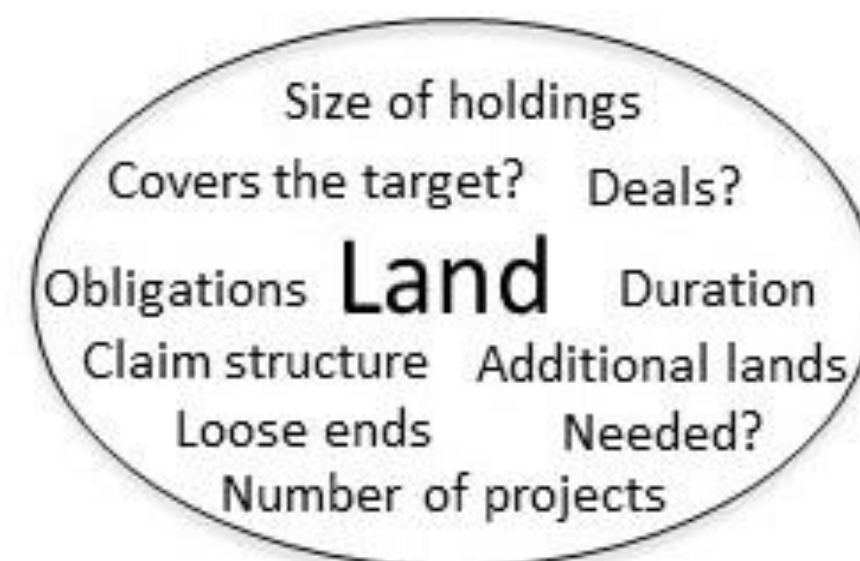 Size of holdings
Covers the target? Deals?
Obligations Land Duration
Claim structure Additional lands
Loose ends Needed?
Number of projects